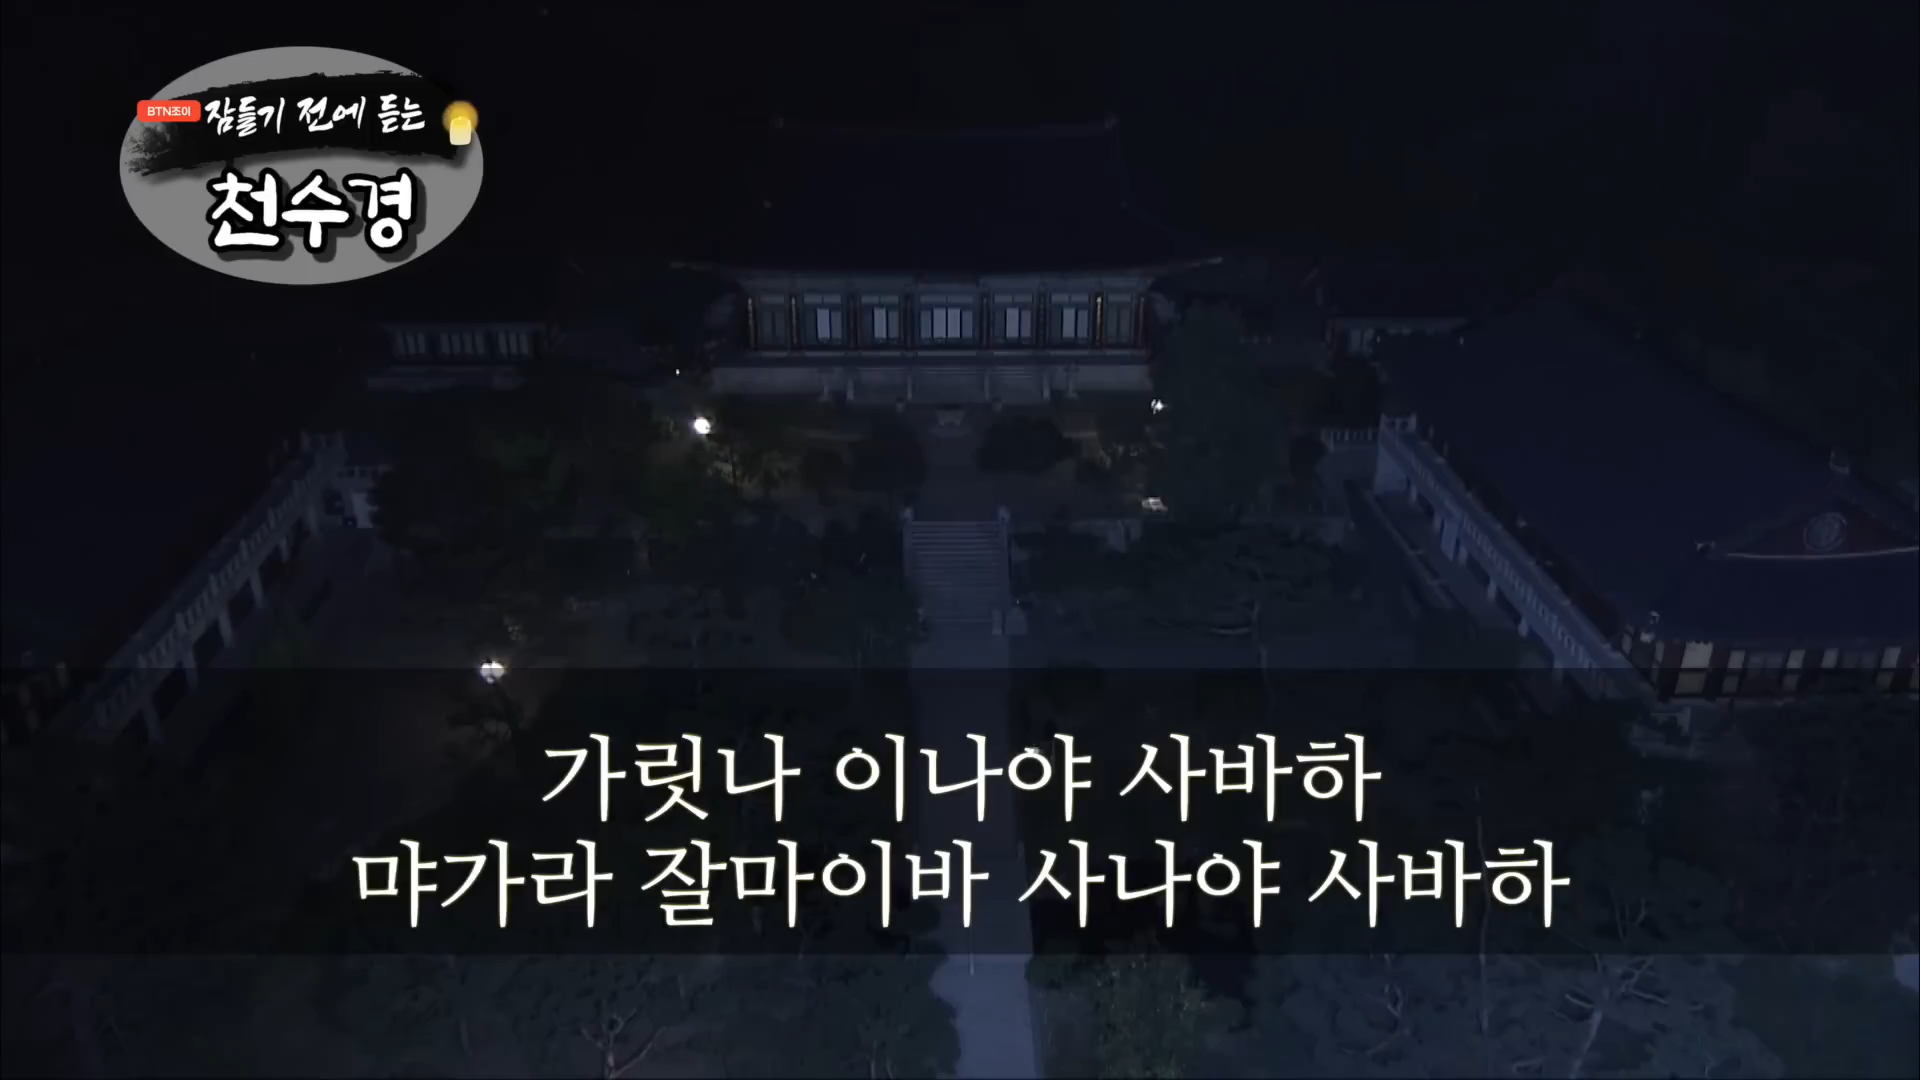 BTN조이
잠들기 전에 듣는
천수경
가릿나 이나야 사바하
먀가라 잘마이바 사나야 사바하